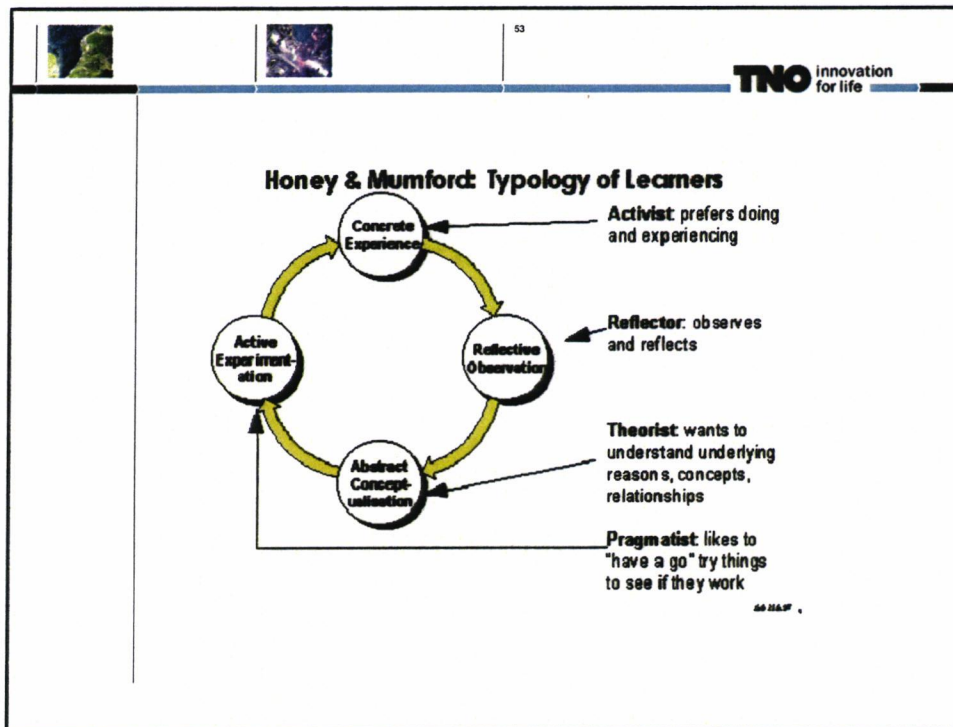 53
TNO innovation
for life
Honey & Mumford: Typology of Learners
Concrete
Experience
Activist: prefers doing
and experiencing
Reflective
Observation
Reflector: observes
and reflects
Active
Experiment-
ation
Abstract
Concept-
ualisation
Theorist: wants to
understand underlying
reasons, concepts,
relationships
Pragmatist: likes to
"have a go" try things
to see if they work